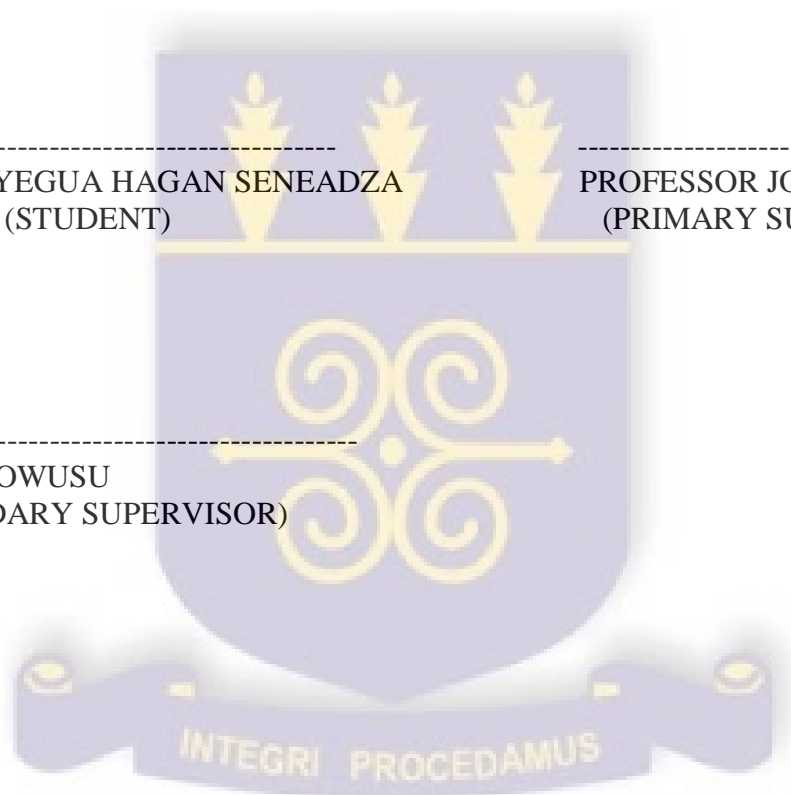 YEGUA HAGAN SENEADZA
PROFESSOR JO
(STUDENT)
(PRIMARY SU
OWUSU
DARY SUPERVISOR)
INTEGRI PROCEDAMUS